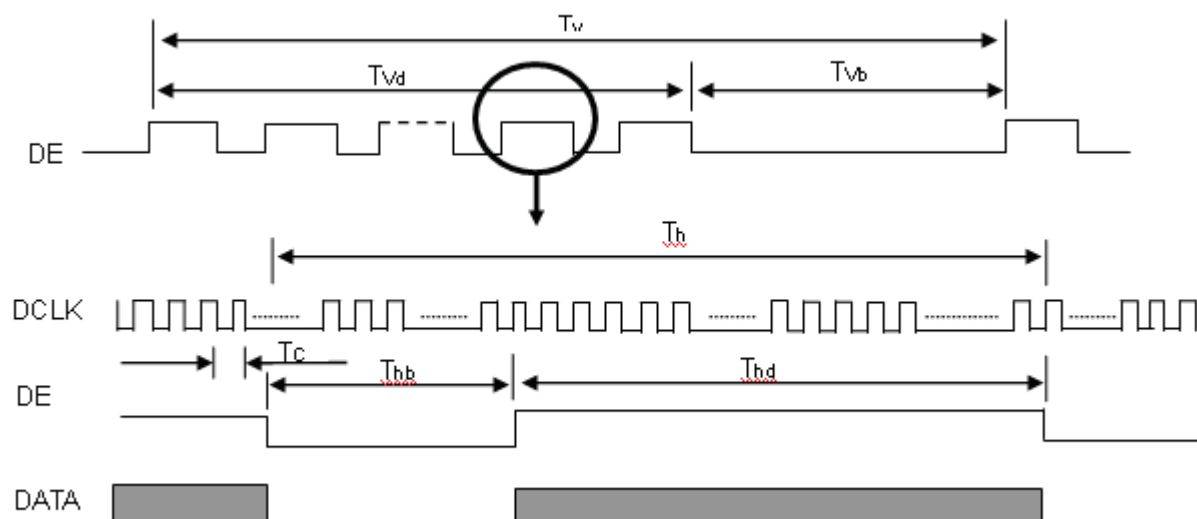 Tv
Tvd
Tvb
DE
Th
DCLK
Tc
Thb
Thd
DE
DATA